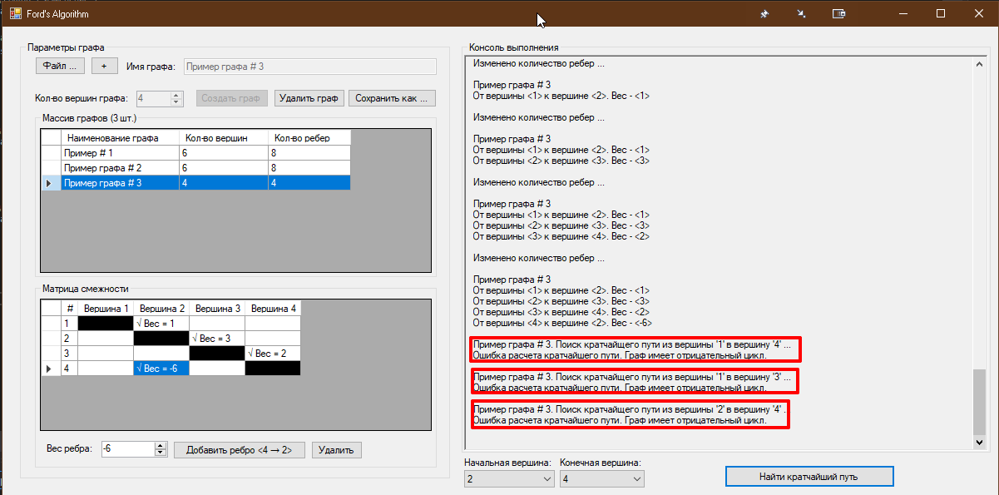 Ford's Algorithm
Параметры графа
Файл ...
+
Имя графа:
Пример графа # 3
Кол-во вершин графа:
4
Создать граф
Удалить граф
Сохранить как ...
Массив графов (3 шт.)
Наименование графа Кол-во вершин Кол-во ребер
Пример # 1 6 8
Пример графа # 2 6 8
Пример графа # 3 4 4
Матрица смежности
# Вершина 1 Вершина 2 Вершина 3 Вершина 4
1 √ Вес = 1
2 √ Вес = 3
3 √ Вес = 2
4 √ Вес = -6
Вес ребра:
-6
Добавить ребро <4 → 2>
Удалить
Консоль выполнения
Изменено количество ребер ...
Пример графа # 3
От вершины <1> к вершине <2>. Вес - <1>
Изменено количество ребер ...
Пример графа # 3
От вершины <1> к вершине <2>. Вес - <1>
От вершины <2> к вершине <3>. Вес - <3>
Изменено количество ребер ...
Пример графа # 3
От вершины <1> к вершине <2>. Вес - <1>
От вершины <2> к вершине <3>. Вес - <3>
От вершины <3> к вершине <4>. Вес - <2>
Изменено количество ребер ...
Пример графа # 3
От вершины <1> к вершине <2>. Вес - <1>
От вершины <2> к вершине <3>. Вес - <3>
От вершины <3> к вершине <4>. Вес - <2>
От вершины <4> к вершине <2>. Вес - <-6>
Пример графа # 3. Поиск кратчайщего пути из вершины '1' в вершину '4' ...
Ошибка расчета кратчайшего пути. Граф имеет отрицательный цикл.
Пример графа # 3. Поиск кратчайщего пути из вершины '1' в вершину '3' ...
Ошибка расчета кратчайшего пути. Граф имеет отрицательный цикл.
Пример графа # 3. Поиск кратчайщего пути из вершины '2' в вершину '4' .
Ошибка расчета кратчайшего пути. Граф имеет отрицательный цикл.
Начальная вершина: Конечная вершина:
2 4
Найти кратчайший путь